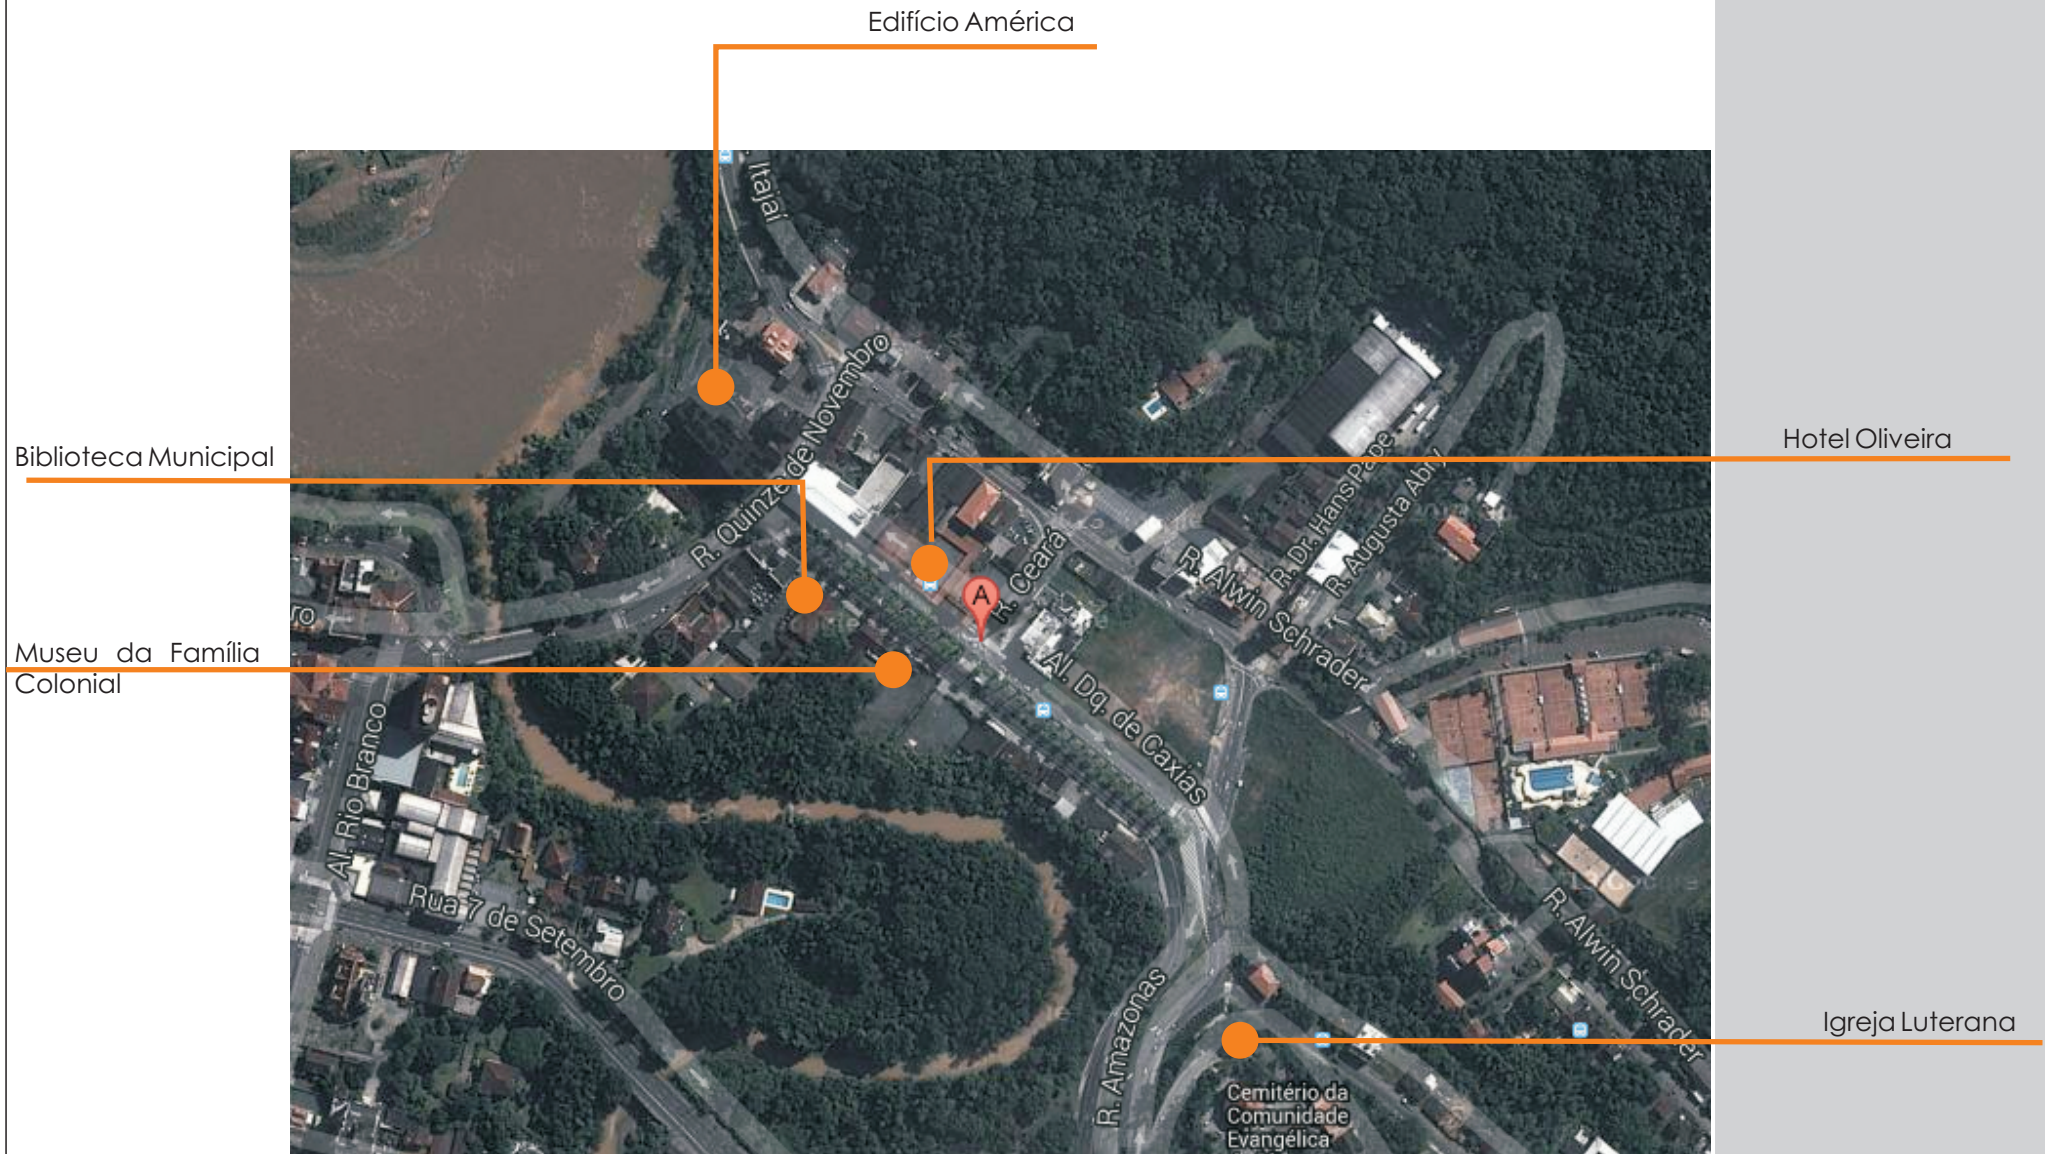 Edifício América
Itajaí
R. Quinze de Novembro
Biblioteca Municipal
Hotel Oliveira
R. Dr. Hans Pape
R. Augusta Abry
R. Ceará
A
R. Alwin Schrader
ro
Museu da Família
Colonial
Al. Dq. de Caxias
Al. Rio Branco
Rua 7 de Setembro
R. Alwin Schrader
R. Amazonas
Igreja Luterana
Cemitério da
Comunidade
Evangélica